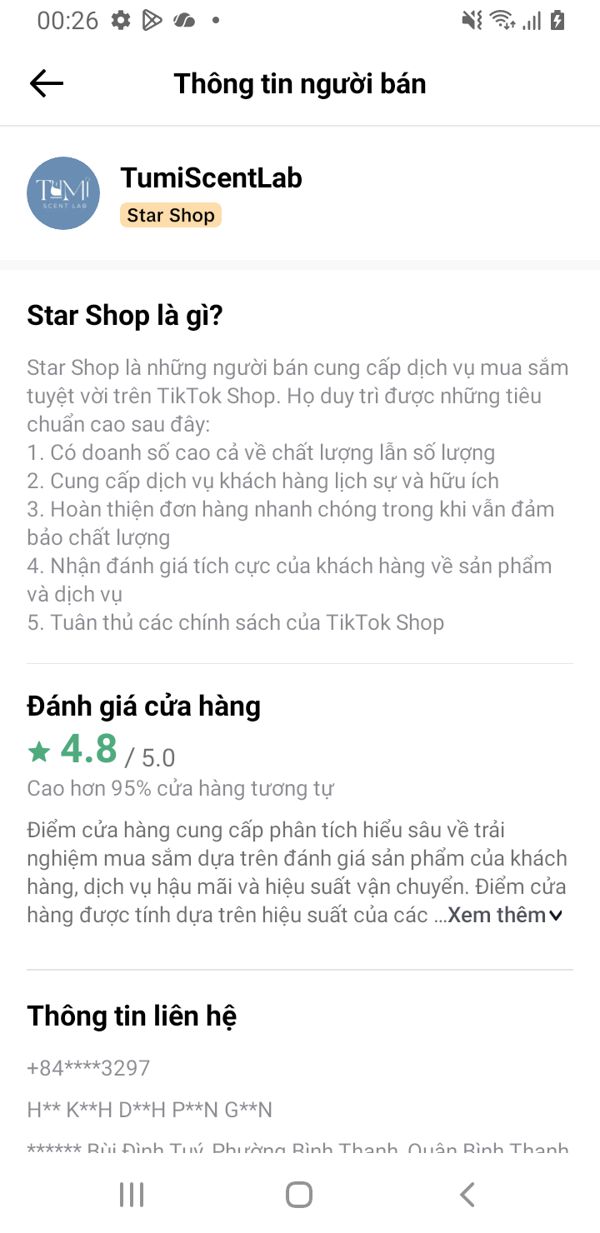 00:26
Thông tin người bán
TUMI
SCENT LAB
TumiScentLab
Star Shop
Star Shop là gì?
Star Shop là những người bán cung cấp dịch vụ mua sắm
tuyệt vời trên TikTok Shop. Họ duy trì được những tiêu
chuẩn cao sau đây:
1. Có doanh số cao cả về chất lượng lẫn số lượng
2. Cung cấp dịch vụ khách hàng lịch sự và hữu ích
3. Hoàn thiện đơn hàng nhanh chóng trong khi vẫn đảm
bảo chất lượng
4. Nhận đánh giá tích cực của khách hàng về sản phẩm
và dịch vụ
5. Tuân thủ các chính sách của TikTok Shop
Đánh giá cửa hàng
4.8 / 5.0
Cao hơn 95% cửa hàng tương tự
Điểm cửa hàng cung cấp phân tích hiểu sâu về trải
nghiệm mua sắm dựa trên đánh giá sản phẩm của khách
hàng, dịch vụ hậu mãi và hiệu suất vận chuyển. Điểm cửa
hàng được tính dựa trên hiệu suất của các ...Xem thêm
Thông tin liên hệ
+84****3297
H** K**H D**H P**N G**N
****** Bùi Đình Tuý, Phường Bình Thạnh, Quận Bình Thạnh